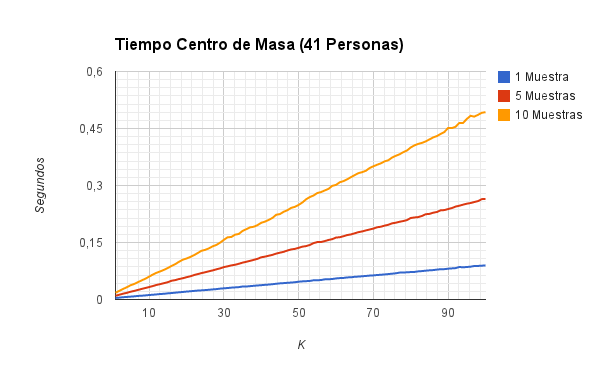 Tiempo Centro de Masa (41 Personas)
0,6
0,45
0,3
0,15
0
Segundos
10
30
50
70
90
K
1 Muestra
5 Muestras
10 Muestras